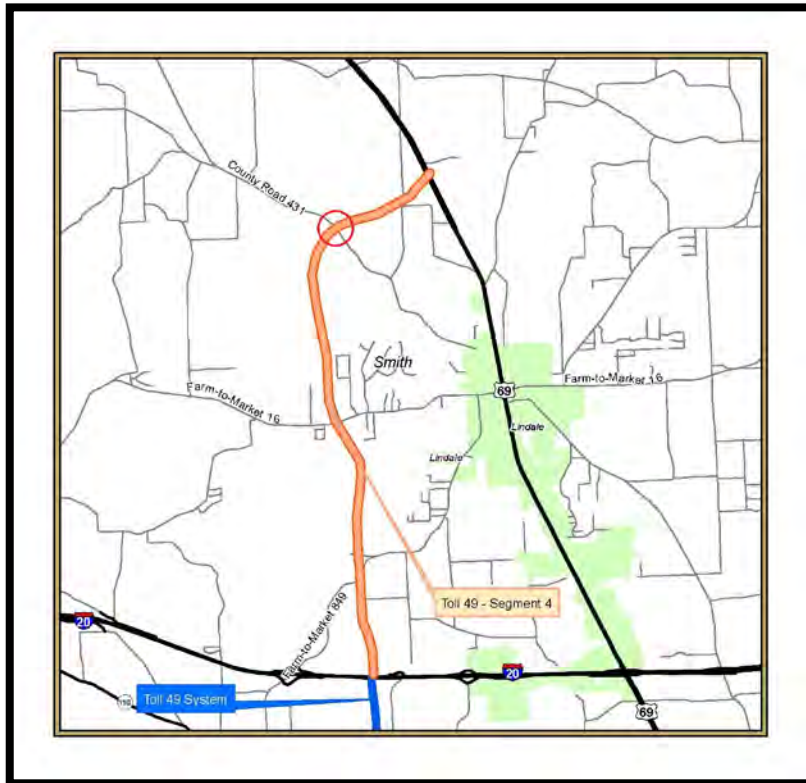 County Road 431
Smith
Farm-to-Market 16
69
Farm-to-Market 16
Lindale
Lindale
Toll 49 - Segment 4
Farm-to-Market 849
20
20
Toll 49 System
110
69